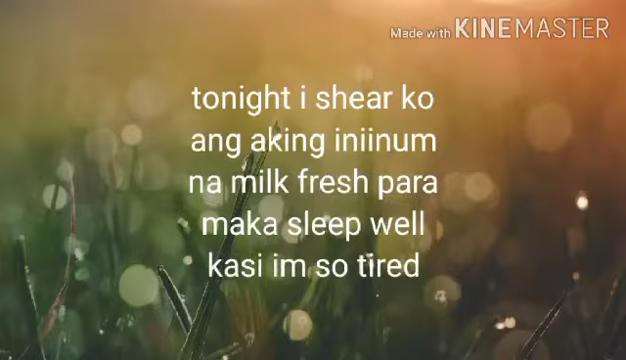 Made with KINEMASTER
tonight i shear ko
ang aking iniinum
na milk fresh para
maka sleep well
kasi im so tired